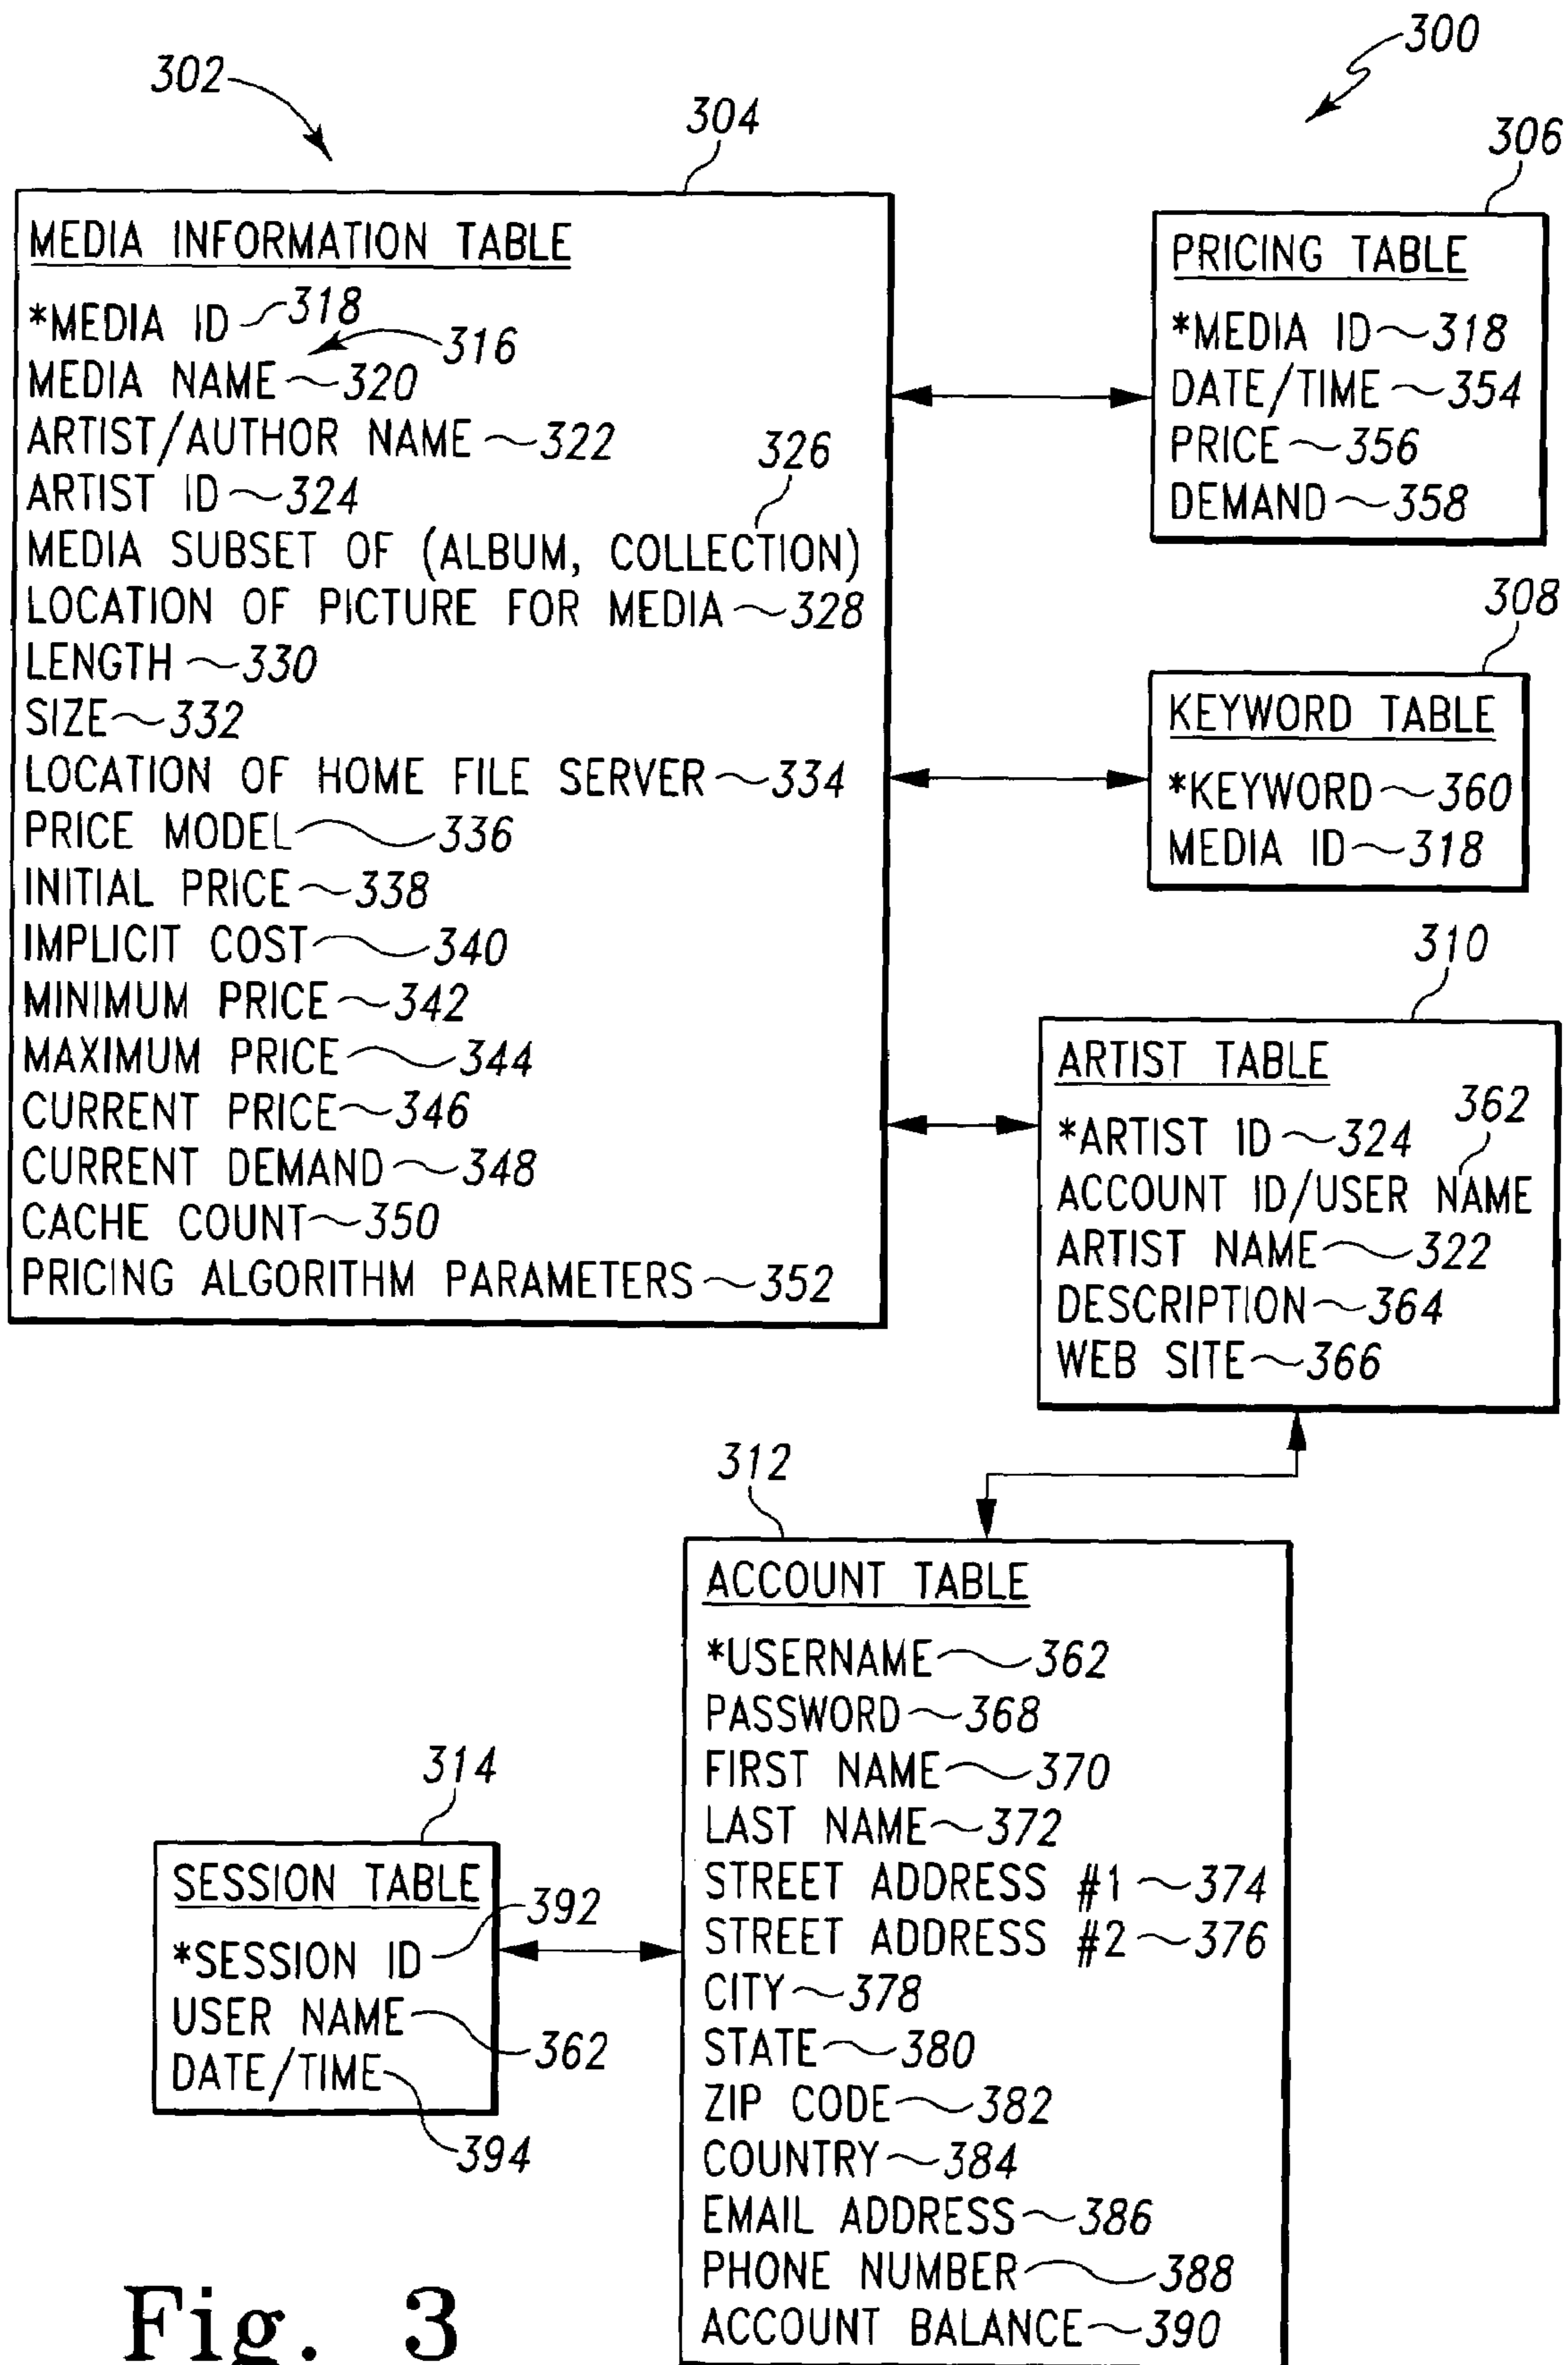 302
300
304
MEDIA INFORMATION TABLE
*MEDIA ID 318
316
MEDIA NAME 320
ARTIST/AUTHOR NAME 322
326
ARTIST ID 324
MEDIA SUBSET OF (ALBUM, COLLECTION)
LOCATION OF PICTURE FOR MEDIA 328
LENGTH 330
SIZE 332
LOCATION OF HOME FILE SERVER 334
PRICE MODEL 336
INITIAL PRICE 338
IMPLICIT COST 340
MINIMUM PRICE 342
MAXIMUM PRICE 344
CURRENT PRICE 346
CURRENT DEMAND 348
CACHE COUNT 350
PRICING ALGORITHM PARAMETERS 352
306
PRICING TABLE
*MEDIA ID 318
DATE/TIME 354
PRICE 356
DEMAND 358
308
KEYWORD TABLE
*KEYWORD 360
MEDIA ID 318
310
ARTIST TABLE
362
*ARTIST ID 324
ACCOUNT ID/USER NAME
ARTIST NAME 322
DESCRIPTION 364
WEB SITE 366
312
ACCOUNT TABLE
*USERNAME 362
PASSWORD 368
FIRST NAME 370
LAST NAME 372
STREET ADDRESS #1 374
STREET ADDRESS #2 376
CITY 378
STATE 380
ZIP CODE 382
COUNTRY 384
EMAIL ADDRESS 386
PHONE NUMBER 388
ACCOUNT BALANCE 390
314
SESSION TABLE
392
*SESSION ID
USER NAME 362
DATE/TIME
394
Fig. 3